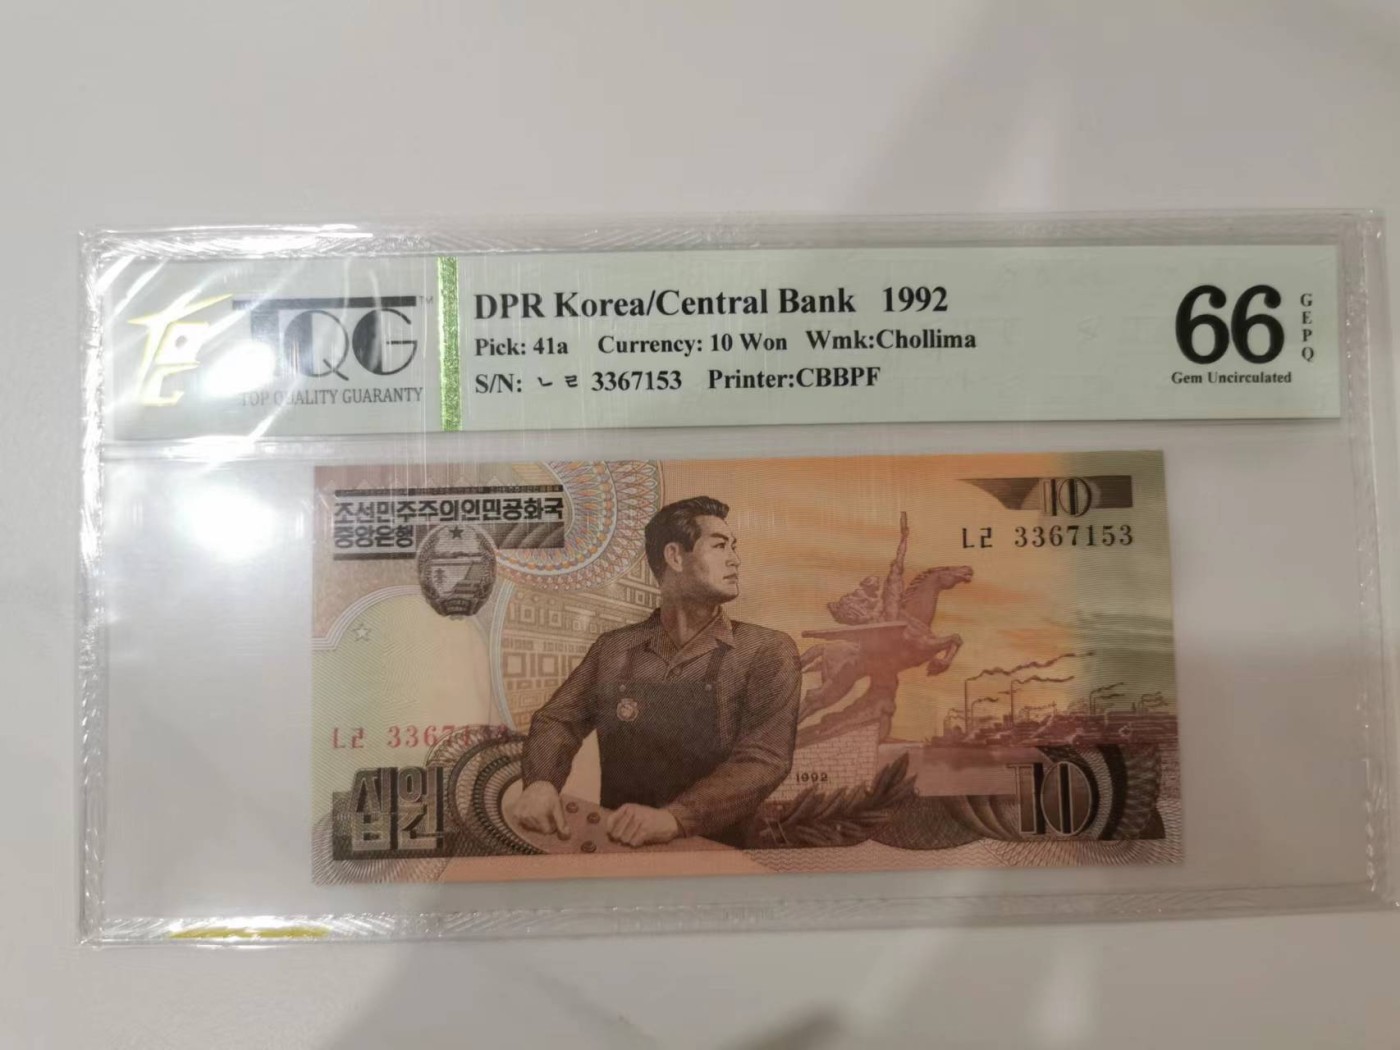 TQG™
TOP QUALITY GUARANTY
DPR Korea/Central Bank 1992
Pick: 41a Currency: 10 Won Wmk:Chollima
S/N: ㄴ ㄹ 3367153 Printer:CBBPF
66
GEPQ
Gem Uncirculated
조선민주주의인민공화국
중앙은행
10
ㄴㄹ 3367153
ㄴㄹ 3367153
1992
십원
10